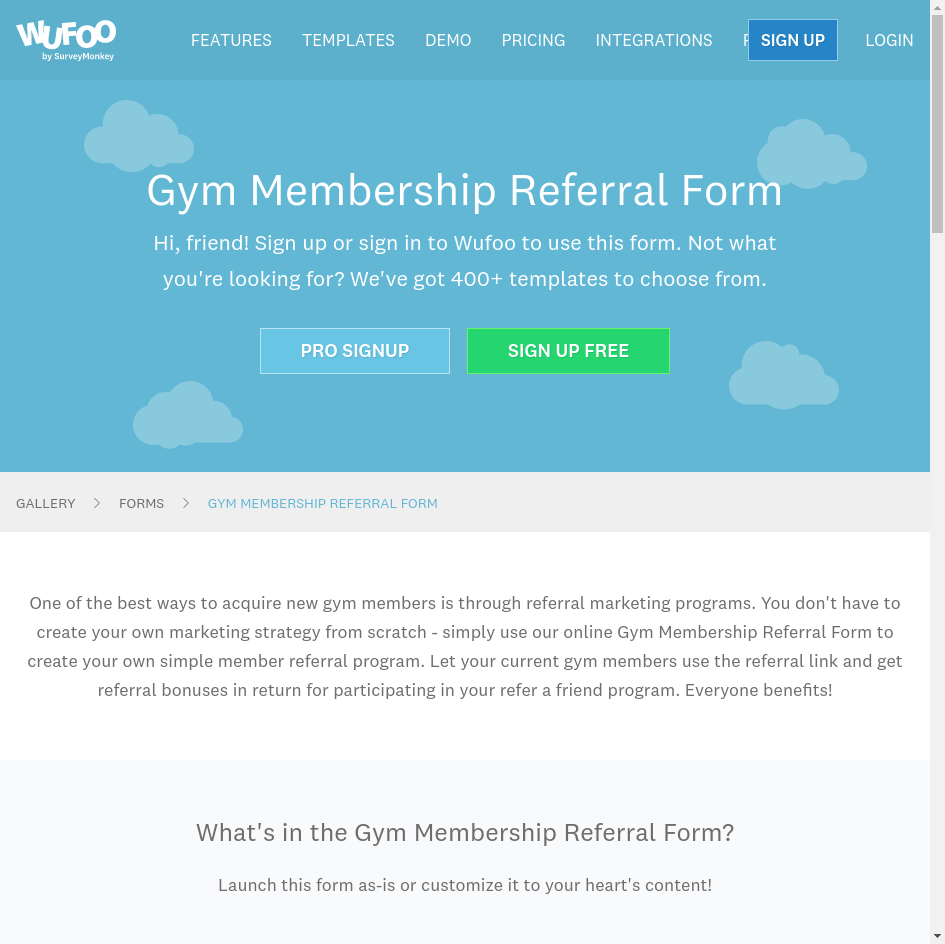 WUFOO
by SurveyMonkey
FEATURES TEMPLATES DEMO PRICING INTEGRATIONS SIGN UP LOGIN
Gym Membership Referral Form
Hi, friend! Sign up or sign in to Wufoo to use this form. Not what
you're looking for? We've got 400+ templates to choose from.
PRO SIGNUP SIGN UP FREE
GALLERY FORMS GYM MEMBERSHIP REFERRAL FORM
One of the best ways to acquire new gym members is through referral marketing programs. You don't have to
create your own marketing strategy from scratch - simply use our online Gym Membership Referral Form to
create your own simple member referral program. Let your current gym members use the referral link and get
referral bonuses in return for participating in your refer a friend program. Everyone benefits!
What's in the Gym Membership Referral Form?
Launch this form as-is or customize it to your heart's content!